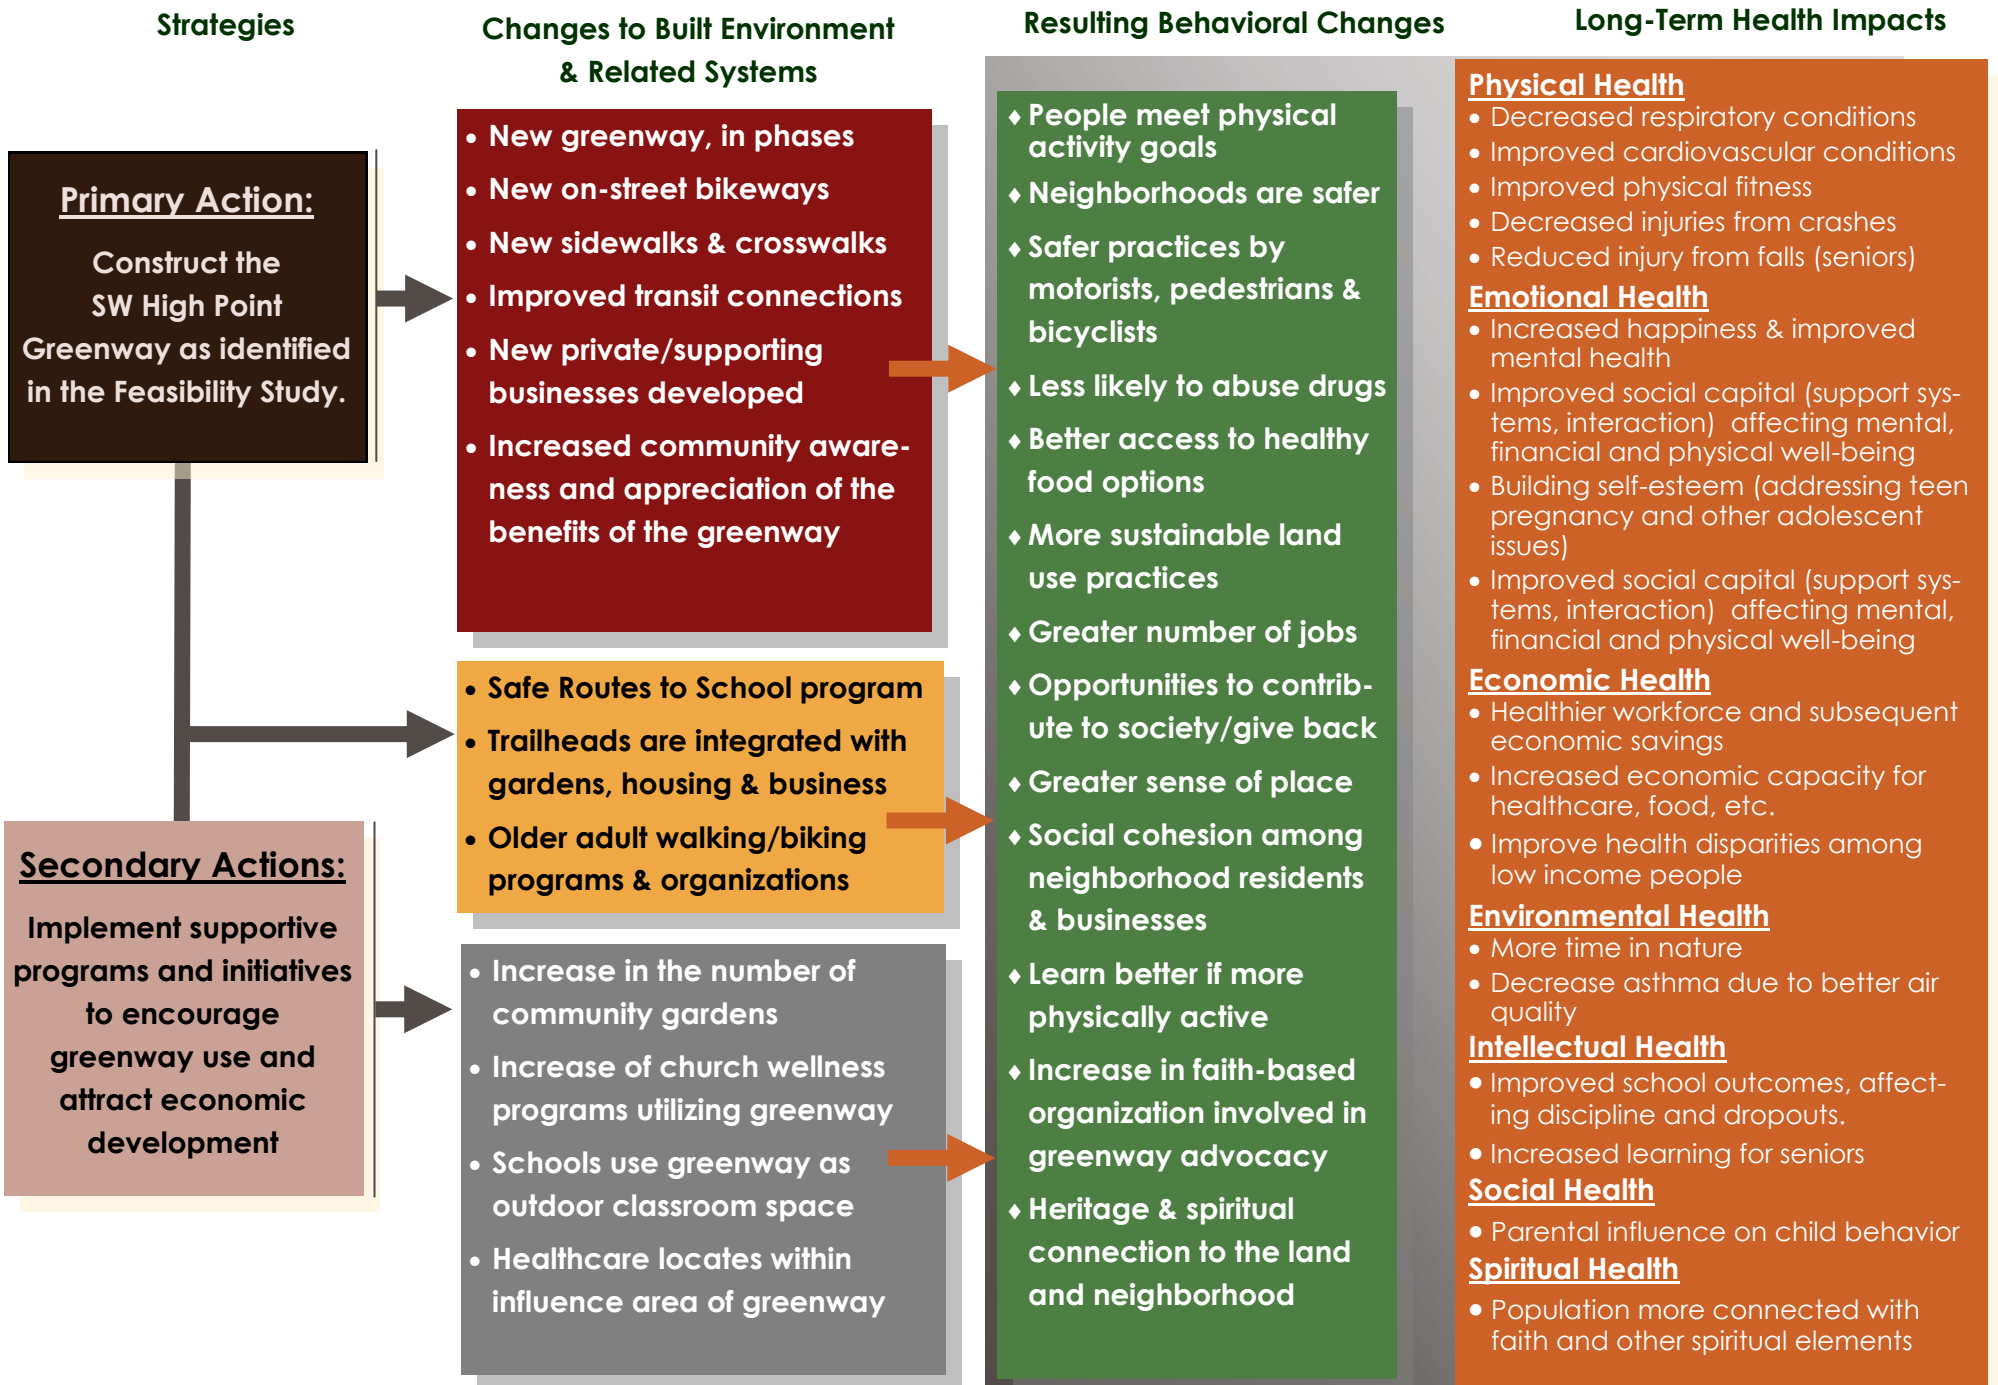 Strategies
Changes to Built Environment
& Related Systems
Resulting Behavioral Changes
Long-Term Health Impacts
Primary Action:
Construct the
SW High Point
Greenway as identified
in the Feasibility Study.
Secondary Actions:
Implement supportive
programs and initiatives
to encourage
greenway use and
attract economic
development
• New greenway, in phases
• New on-street bikeways
• New sidewalks & crosswalks
• Improved transit connections
• New private/supporting
businesses developed
• Increased community aware-
ness and appreciation of the
benefits of the greenway
• Safe Routes to School program
• Trailheads are integrated with
gardens, housing & business
• Older adult walking/biking
programs & organizations
• Increase in the number of
community gardens
• Increase of church wellness
programs utilizing greenway
• Schools use greenway as
outdoor classroom space
• Healthcare locates within
influence area of greenway
♦ People meet physical
activity goals
♦ Neighborhoods are safer
♦ Safer practices by
motorists, pedestrians &
bicyclists
♦ Less likely to abuse drugs
♦ Better access to healthy
food options
♦ More sustainable land
use practices
♦ Greater number of jobs
♦ Opportunities to contrib-
ute to society/give back
♦ Greater sense of place
♦ Social cohesion among
neighborhood residents
& businesses
♦ Learn better if more
physically active
♦ Increase in faith-based
organization involved in
greenway advocacy
♦ Heritage & spiritual
connection to the land
and neighborhood
Physical Health
• Decreased respiratory conditions
• Improved cardiovascular conditions
• Improved physical fitness
• Decreased injuries from crashes
• Reduced injury from falls (seniors)
Emotional Health
• Increased happiness & improved
mental health
• Improved social capital (support sys-
tems, interaction)  affecting mental,
financial and physical well-being
• Building self-esteem (addressing teen
pregnancy and other adolescent
issues)
• Improved social capital (support sys-
tems, interaction)  affecting mental,
financial and physical well-being
Economic Health
• Healthier workforce and subsequent
economic savings
• Increased economic capacity for
healthcare, food, etc.
• Improve health disparities among
low income people
Environmental Health
• More time in nature
• Decrease asthma due to better air
quality
Intellectual Health
• Improved school outcomes, affect-
ing discipline and dropouts.
• Increased learning for seniors
Social Health
• Parental influence on child behavior
Spiritual Health
• Population more connected with
faith and other spiritual elements